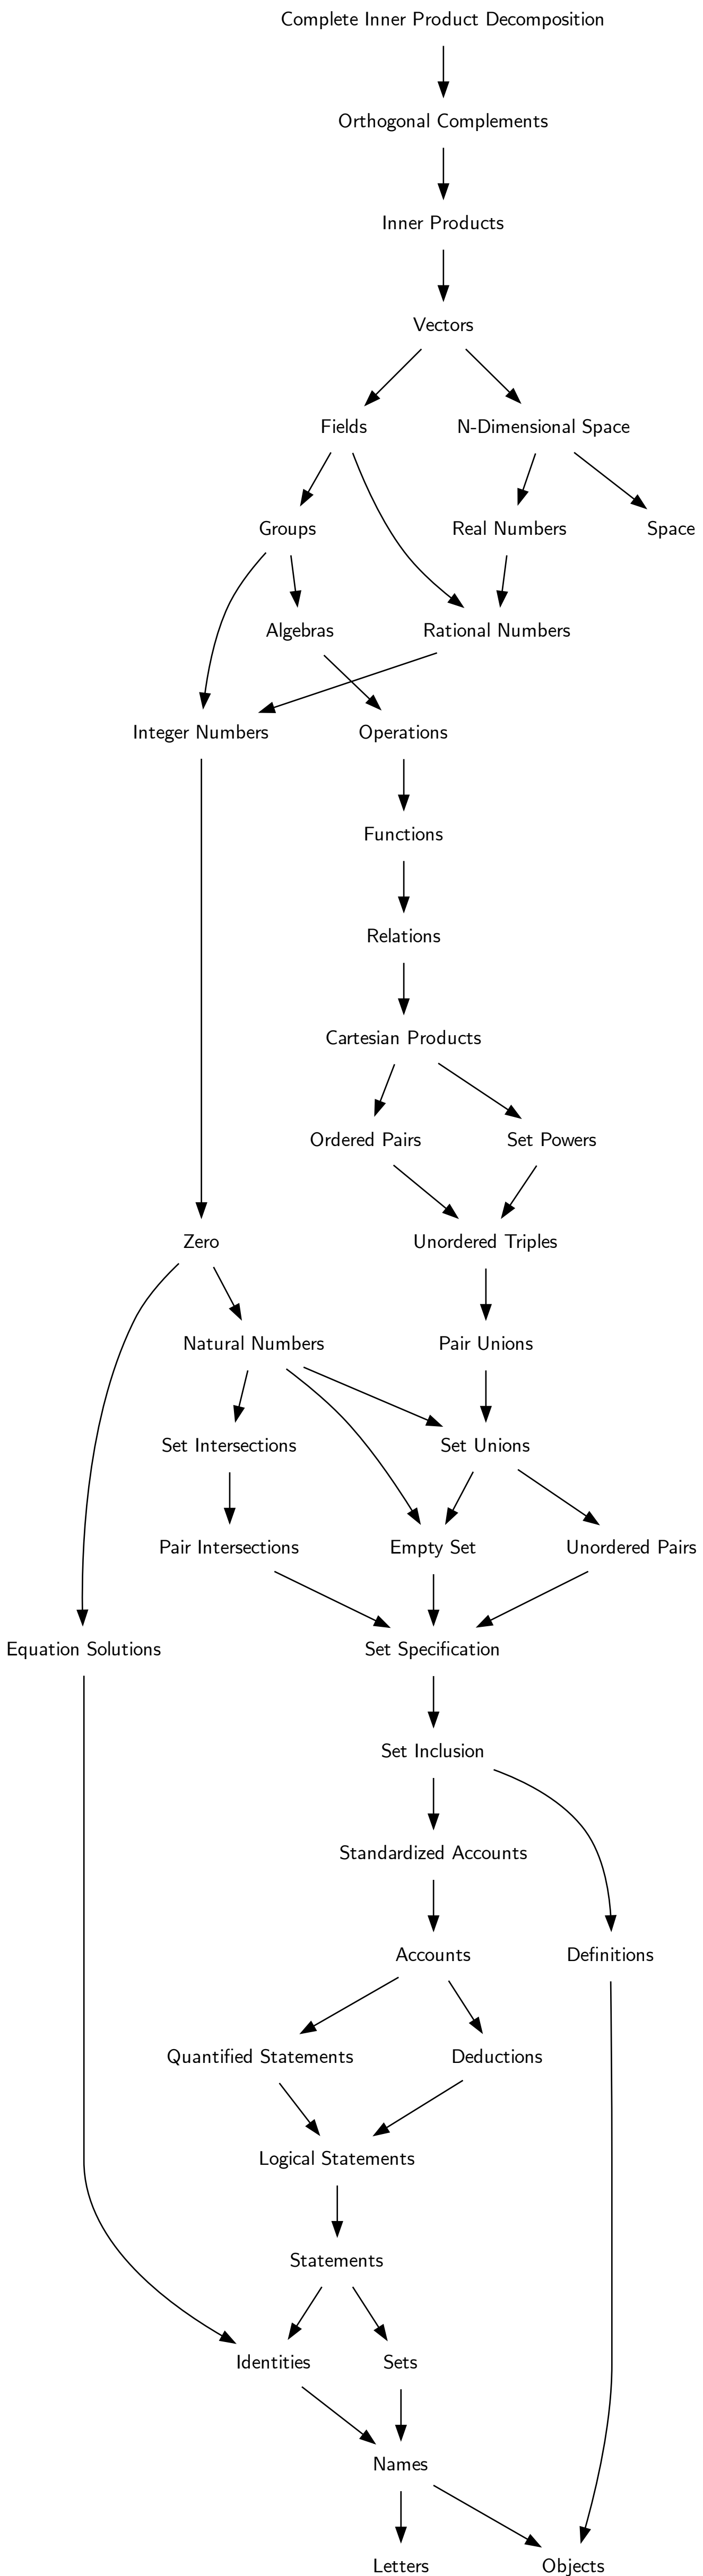 Complete Inner Product Decomposition
Orthogonal Complements
Inner Products
Vectors
Fields
N-Dimensional Space
Groups
Real Numbers
Space
Algebras
Rational Numbers
Integer Numbers
Operations
Functions
Relations
Cartesian Products
Ordered Pairs
Set Powers
Zero
Unordered Triples
Natural Numbers
Pair Unions
Set Intersections
Set Unions
Pair Intersections
Empty Set
Unordered Pairs
Equation Solutions
Set Specification
Set Inclusion
Standardized Accounts
Accounts
Definitions
Quantified Statements
Deductions
Logical Statements
Statements
Identities
Sets
Names
Letters
Objects